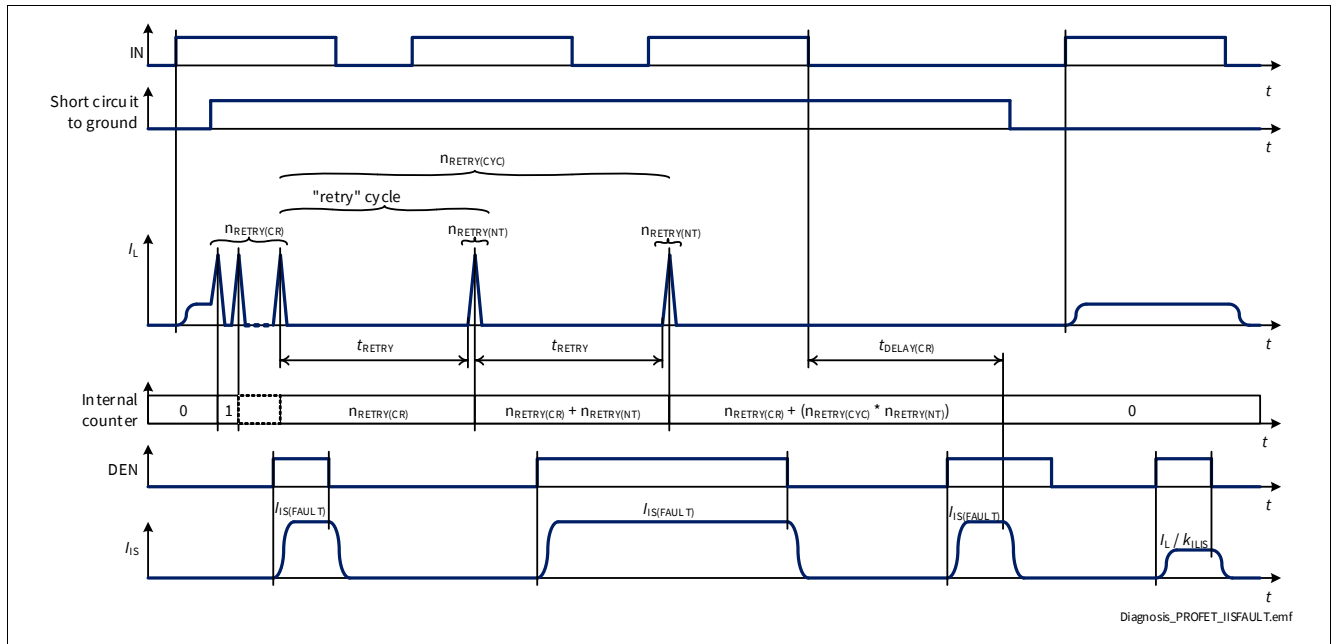 IN
t
Short circuit
to ground
t
nRETRY(CYC)
"retry" cycle
nRETRY(CR)
nRETRY(NT)
nRETRY(NT)
IL
t
tRETRY
tRETRY
tDELAY(CR)
Internal
counter
0
1
nRETRY(CR)
nRETRY(CR) + nRETRY(NT)
nRETRY(CR) + (nRETRY(CYC) * nRETRY(NT))
0
t
DEN
t
IIS(FAULT)
IIS(FAULT)
IIS(FAULT)
IL / kILIS
IIS
t
Diagnosis_PROFET_IISFAULT.emf